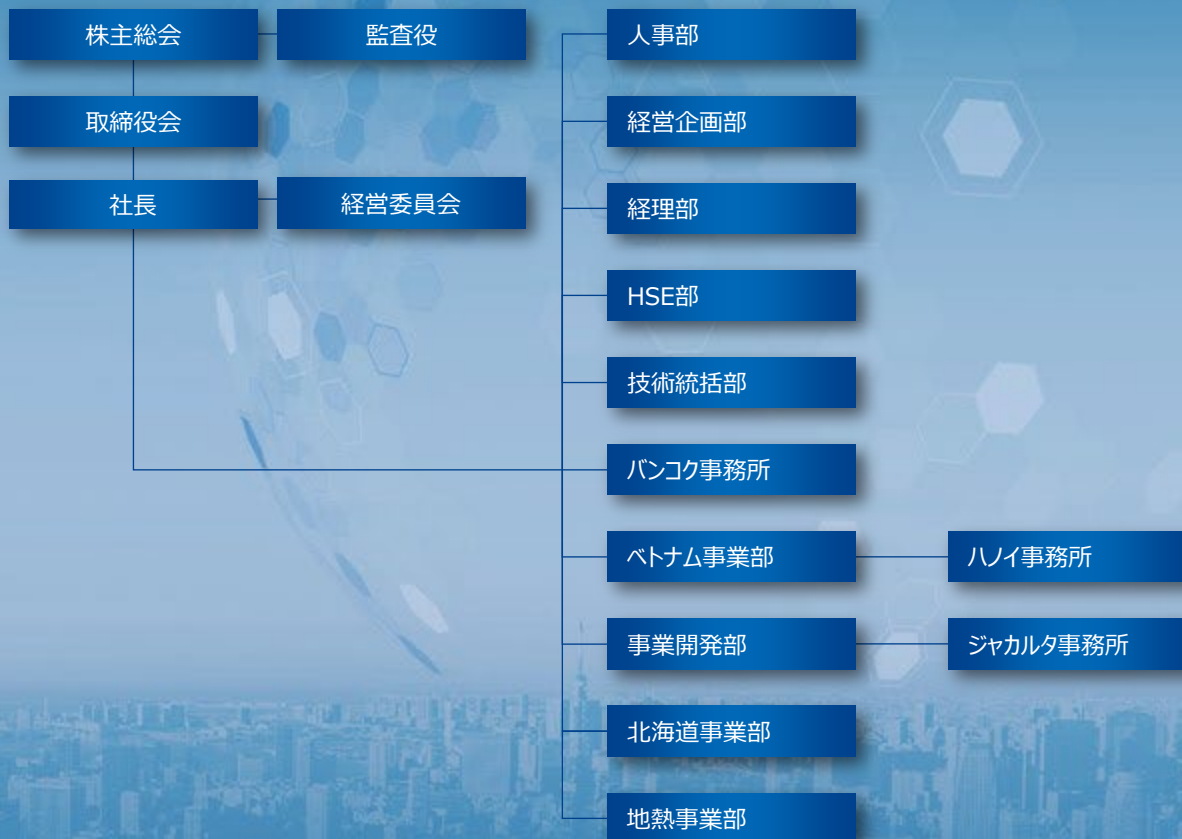 株主総会
監査役
取締役会
社長
経営委員会
人事部
経営企画部
経理部
HSE部
技術統括部
バンコク事務所
ベトナム事業部
ハノイ事務所
事業開発部
ジャカルタ事務所
北海道事業部
地熱事業部